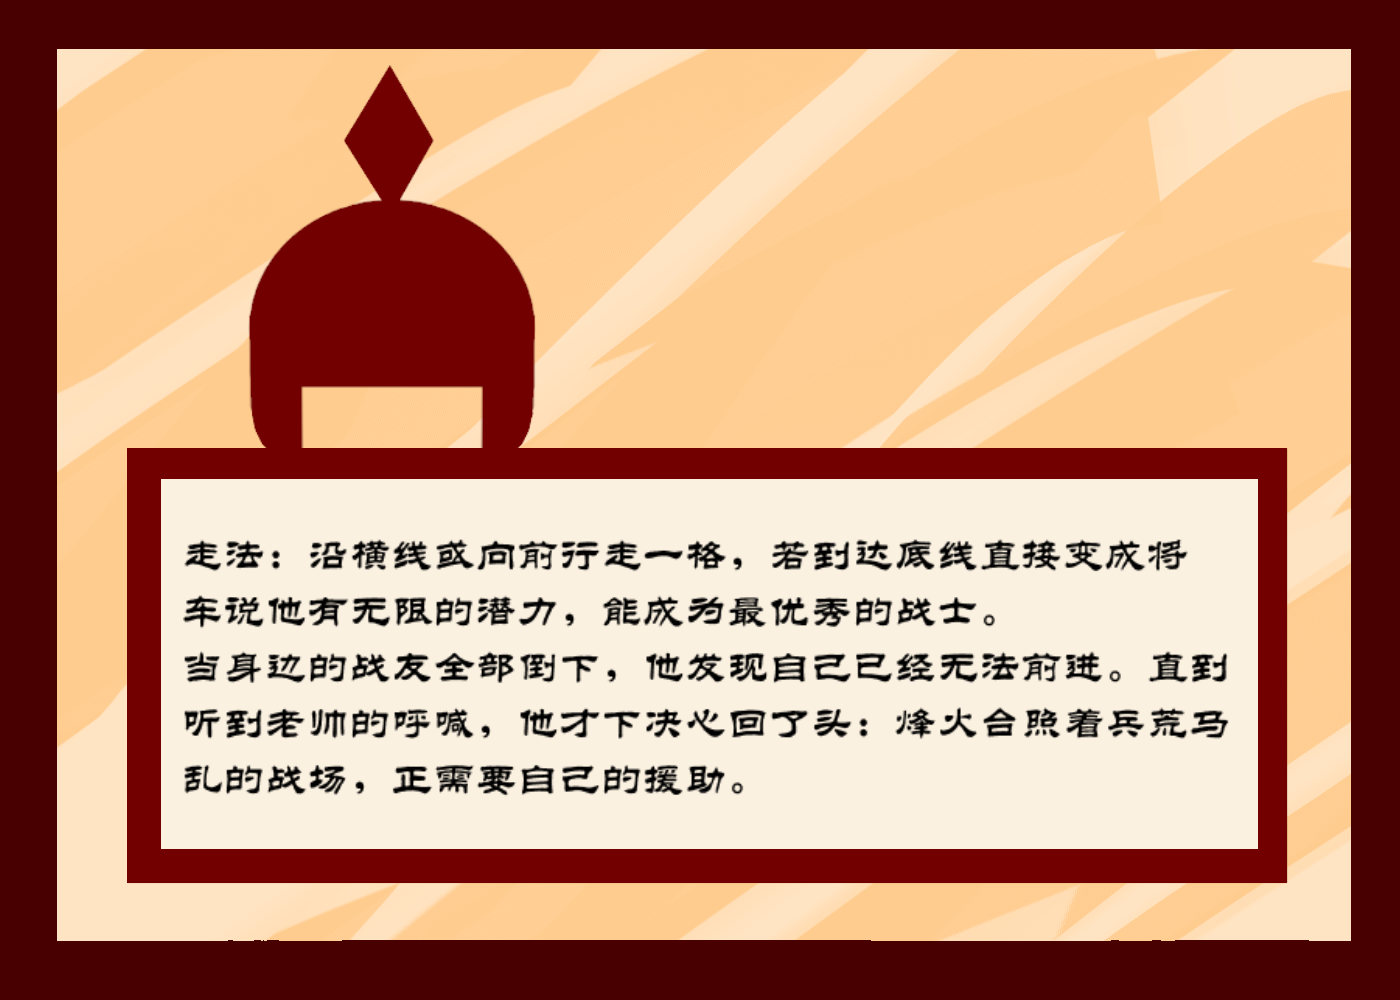 走法：沿横线或向前行走一格，若到达底线直接变成将
车说他有无限的潜力，能成为最优秀的战士。
当身边的战友全部倒下，他发现自己已经无法前进。直到
听到老帅的呼喊，他才下决心回了头：烽火台照着兵荒马
乱的战场，正需要自己的援助。